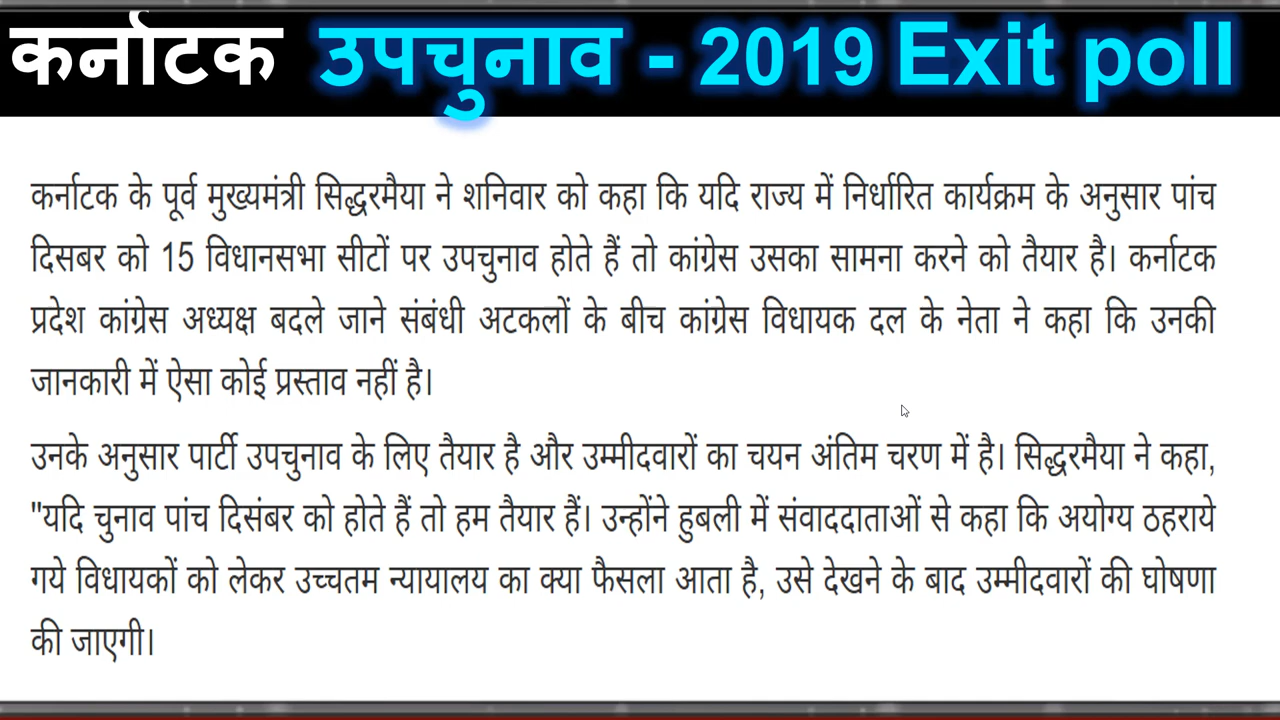 कर्नाटक उपचुनाव - 2019 Exit poll
कर्नाटक के पूर्व मुख्यमंत्री सिद्धरमैया ने शनिवार को कहा कि यदि राज्य में निर्धारित कार्यक्रम के अनुसार पांच
दिसबर को 15 विधानसभा सीटों पर उपचुनाव होते हैं तो कांग्रेस उसका सामना करने को तैयार है। कर्नाटक
प्रदेश कांग्रेस अध्यक्ष बदले जाने संबंधी अटकलों के बीच कांग्रेस विधायक दल के नेता ने कहा कि उनकी
जानकारी में ऐसा कोई प्रस्ताव नहीं है।
उनके अनुसार पार्टी उपचुनाव के लिए तैयार है और उम्मीदवारों का चयन अंतिम चरण में है। सिद्धरमैया ने कहा,
"यदि चुनाव पांच दिसंबर को होते हैं तो हम तैयार हैं। उन्होंने हुबली में संवाददाताओं से कहा कि अयोग्य ठहराये
गये विधायकों को लेकर उच्चतम न्यायालय का क्या फैसला आता है, उसे देखने के बाद उम्मीदवारों की घोषणा
की जाएगी।